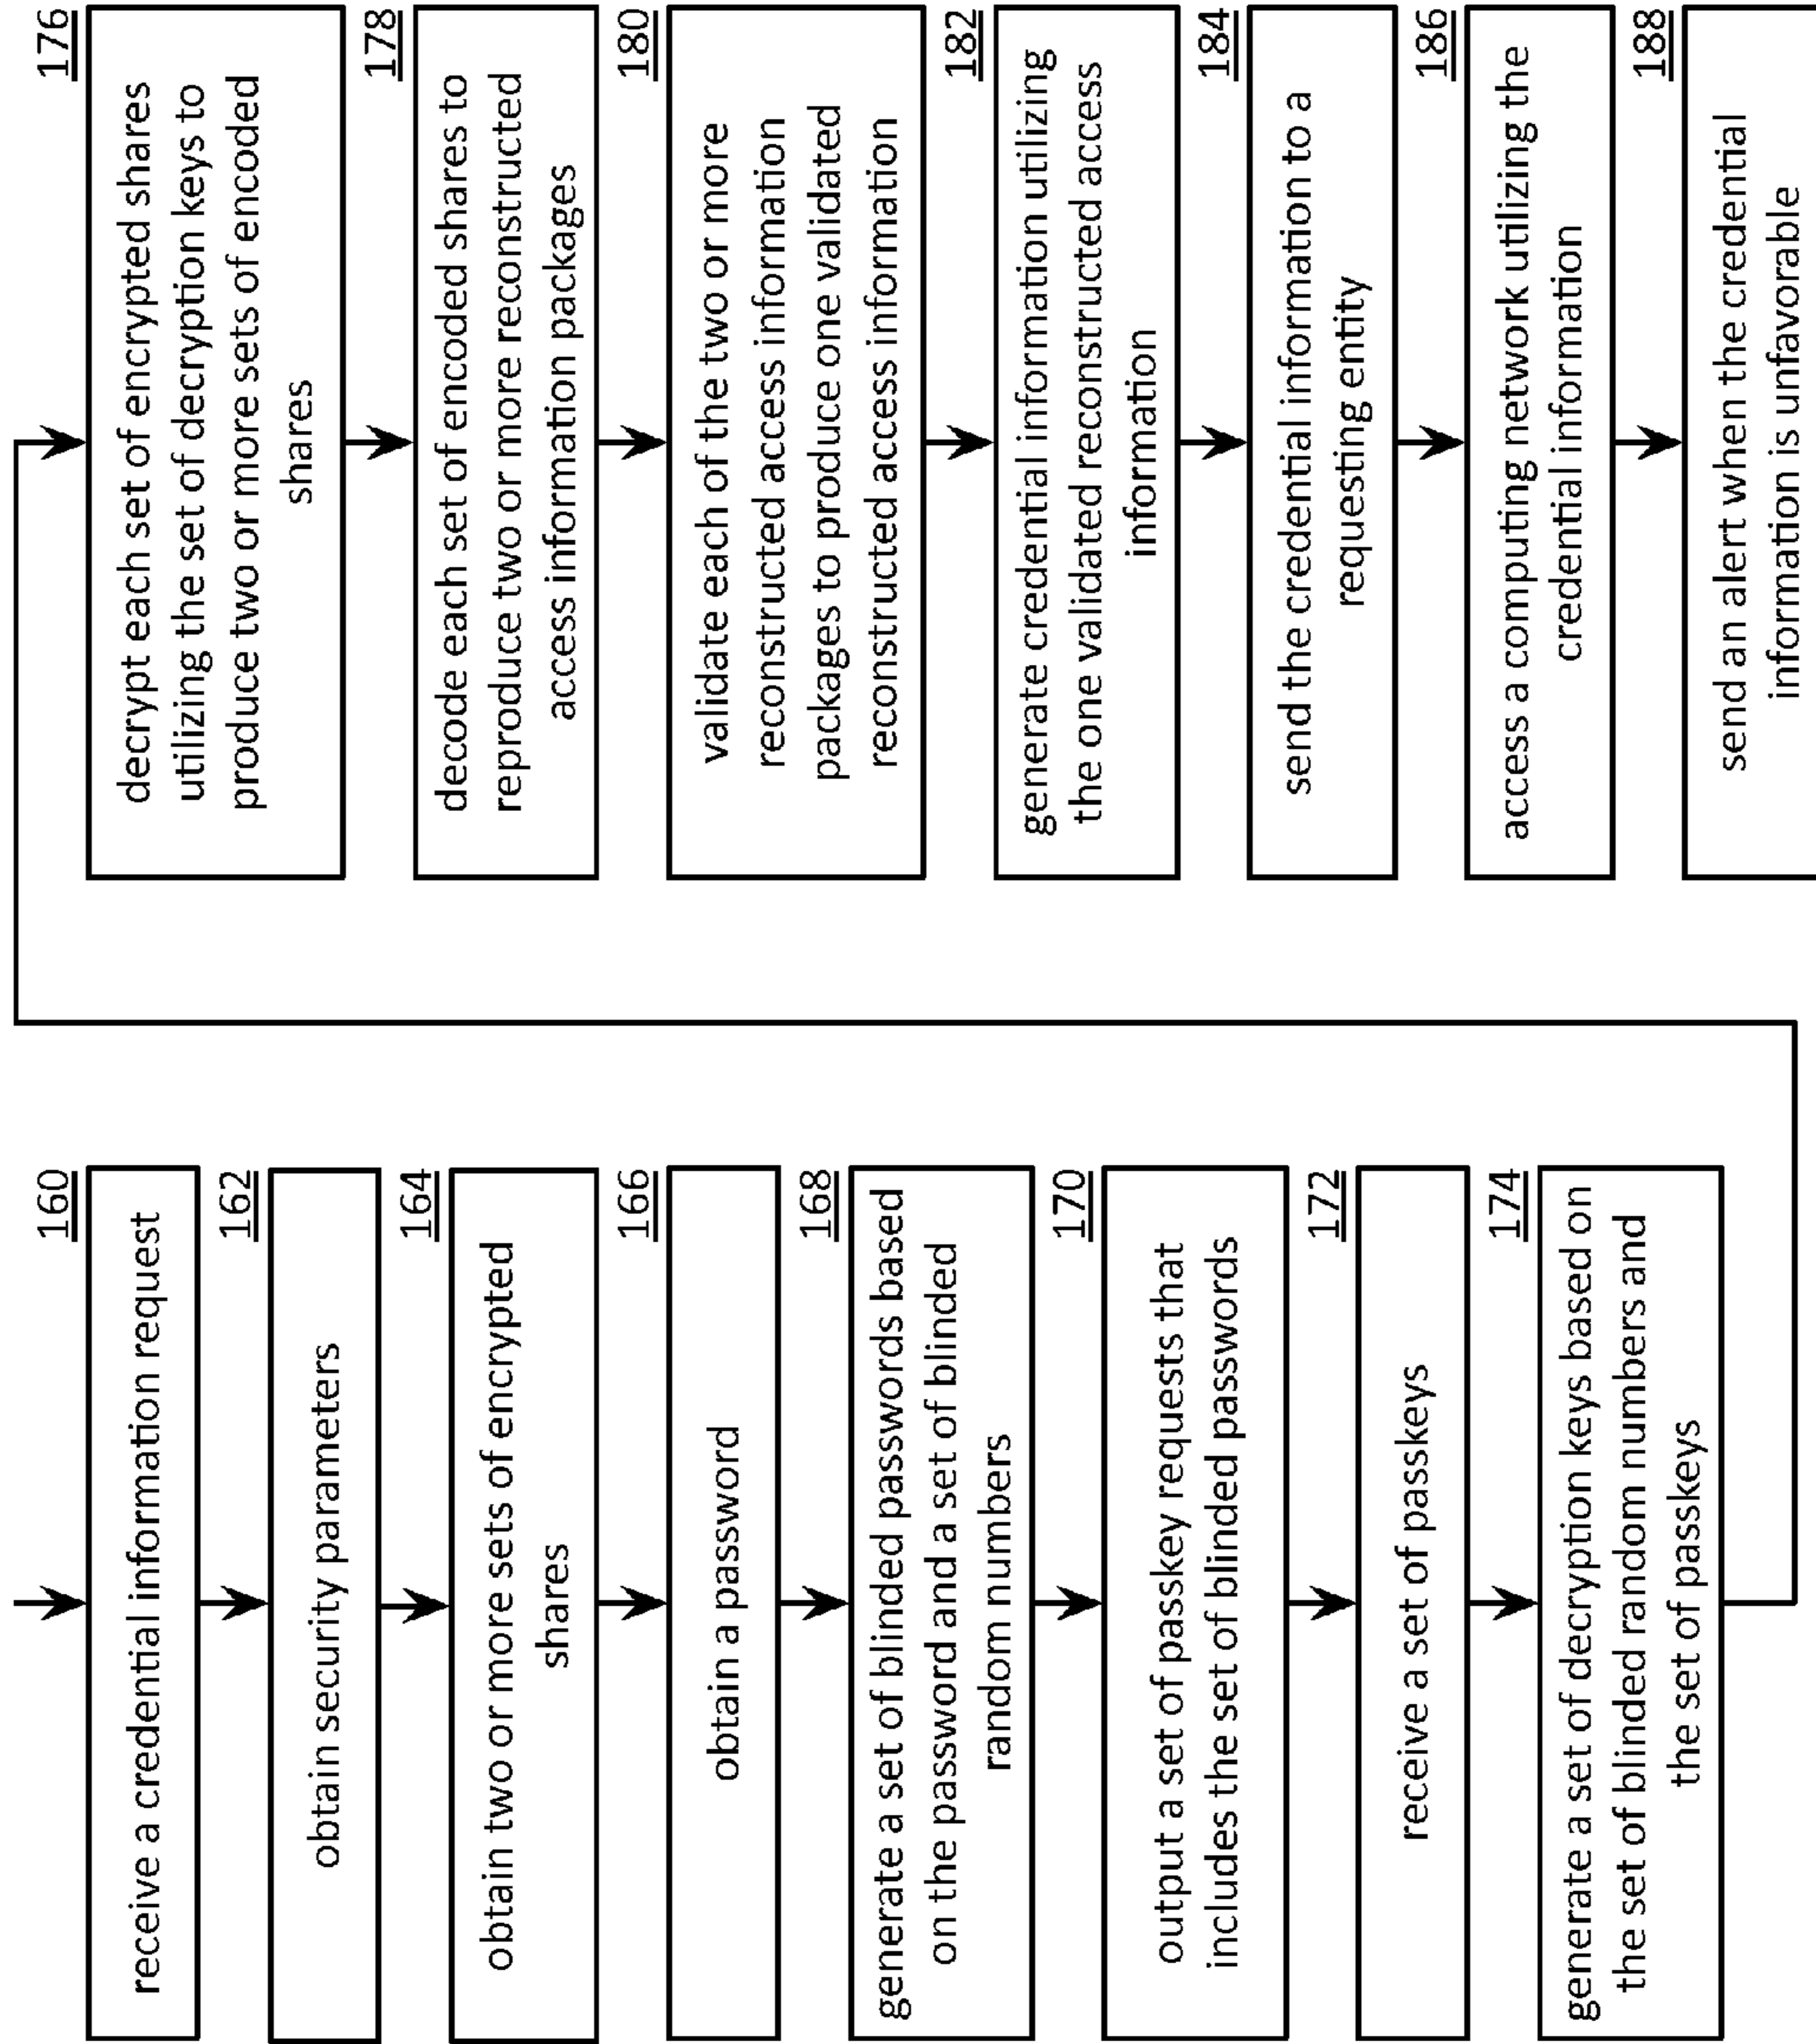 160
receive a credential information request
162
obtain security parameters
164
obtain two or more sets of encrypted
shares
166
obtain a password
168
generate a set of blinded passwords based
on the password and a set of blinded
random numbers
170
output a set of passkey requests that
includes the set of blinded passwords
172
receive a set of passkeys
174
generate a set of decryption keys based on
the set of blinded random numbers and
the set of passkeys
176
decrypt each set of encrypted shares
utilizing the set of decryption keys to
produce two or more sets of encoded
shares
178
decode each set of encoded shares to
reproduce two or more reconstructed
access information packages
180
validate each of the two or more
reconstructed access information
packages to produce one validated
reconstructed access information
182
generate credential information utilizing
the one validated reconstructed access
information
184
send the credential information to a
requesting entity
186
access a computing network utilizing the
credential information
188
send an alert when the credential
information is unfavorable